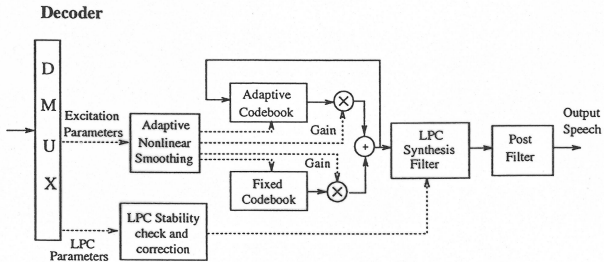 Decoder
D
M
U
X
Excitation
Parameters
Adaptive
Nonlinear
Smoothing
Adaptive
Codebook
Gain
Gain
Fixed
Codebook
LPC
Synthesis
Filter
Post
Filter
Output
Speech
LPC
Parameters
LPC Stability
check and
correction